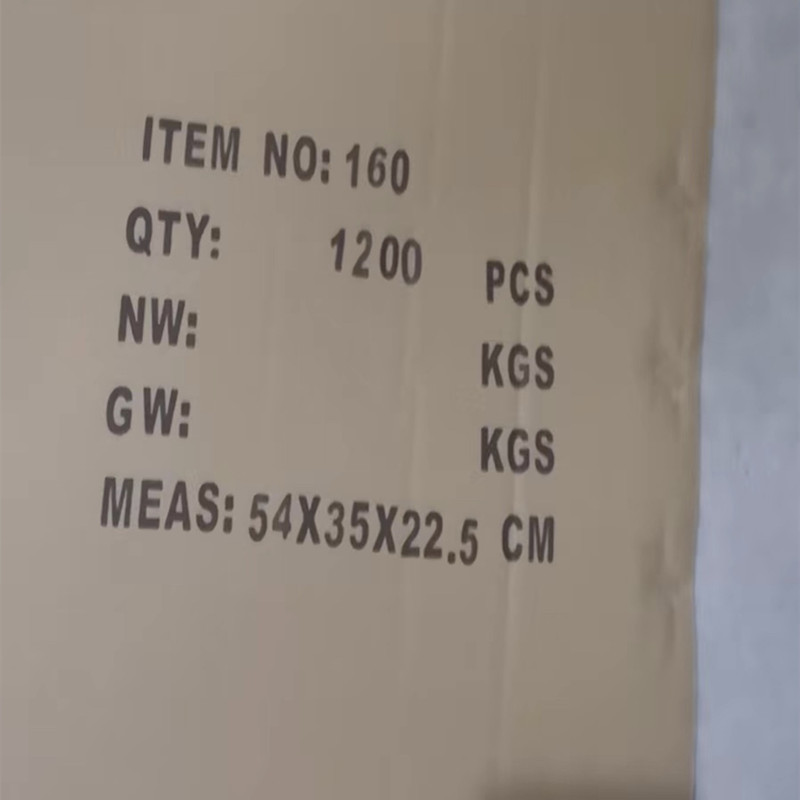 ITEM NO: 160
QTY: 1200 PCS
NW: KGS
GW: KGS
MEAS: 54X35X22.5 CM